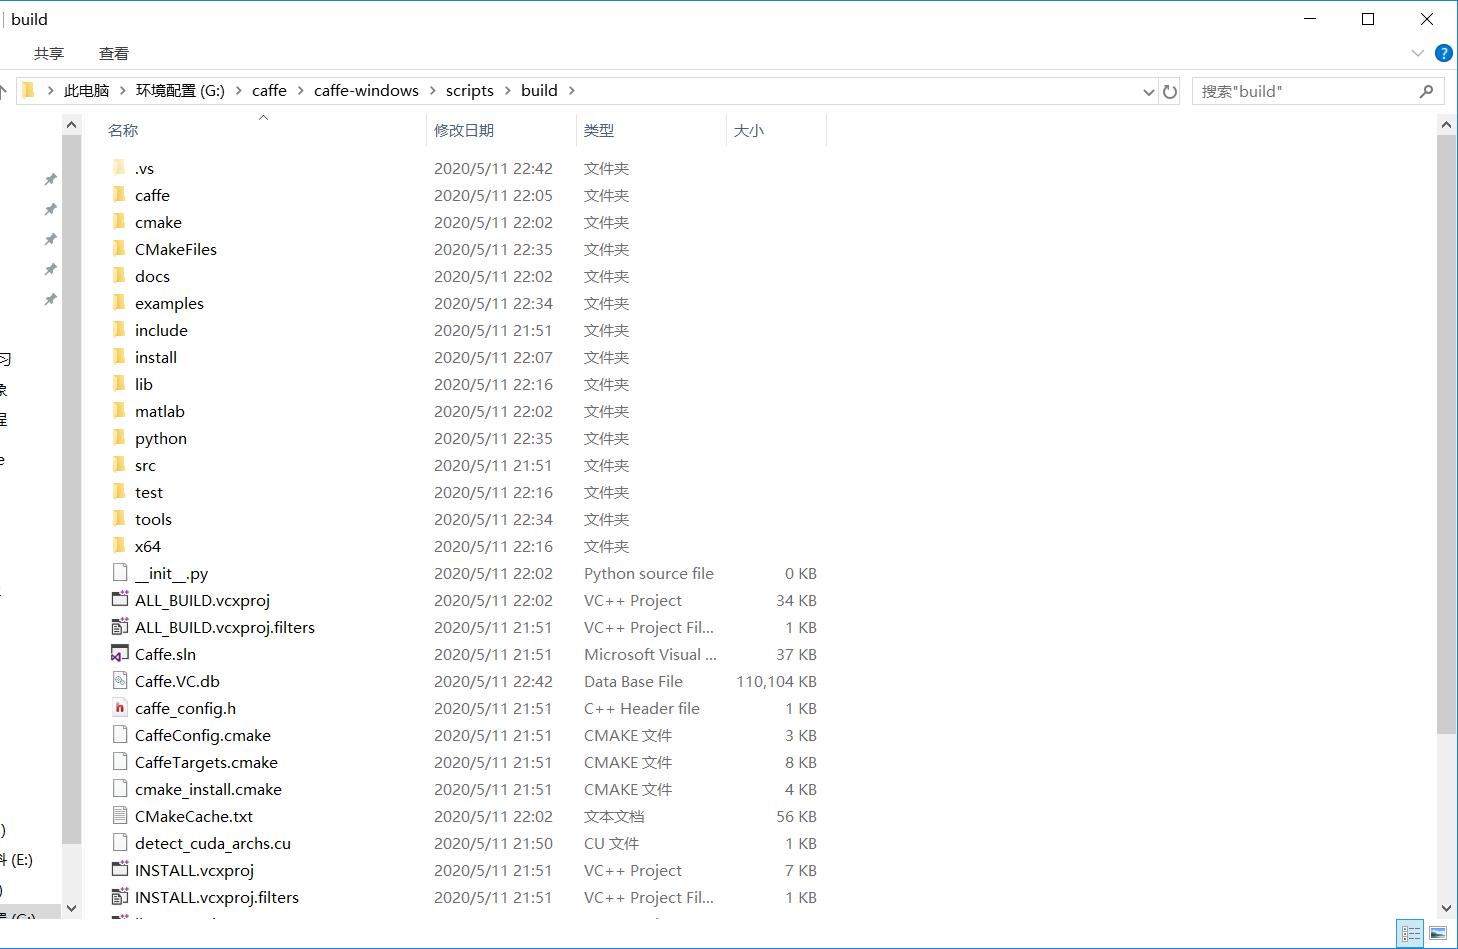 build
共享 查看
此电脑 环境配置 (G:) caffe caffe-windows scripts build 搜索"build"
名称 修改日期 类型 大小
.vs 2020/5/11 22:42 文件夹
caffe 2020/5/11 22:05 文件夹
cmake 2020/5/11 22:02 文件夹
CMakeFiles 2020/5/11 22:35 文件夹
docs 2020/5/11 22:02 文件夹
examples 2020/5/11 22:34 文件夹
include 2020/5/11 21:51 文件夹
习 install 2020/5/11 22:07 文件夹
象 lib 2020/5/11 22:16 文件夹
程 matlab 2020/5/11 22:02 文件夹
python 2020/5/11 22:35 文件夹
e src 2020/5/11 21:51 文件夹
test 2020/5/11 22:16 文件夹
tools 2020/5/11 22:34 文件夹
x64 2020/5/11 22:16 文件夹
__init__.py 2020/5/11 22:02 Python source file 0 KB
ALL_BUILD.vcxproj 2020/5/11 22:02 VC++ Project 34 KB
ALL_BUILD.vcxproj.filters 2020/5/11 21:51 VC++ Project Fil... 1 KB
Caffe.sln 2020/5/11 21:51 Microsoft Visual ... 37 KB
Caffe.VC.db 2020/5/11 22:42 Data Base File 110,104 KB
caffe_config.h 2020/5/11 21:51 C++ Header file 1 KB
CaffeConfig.cmake 2020/5/11 21:51 CMAKE 文件 3 KB
CaffeTargets.cmake 2020/5/11 21:51 CMAKE 文件 8 KB
cmake_install.cmake 2020/5/11 21:51 CMAKE 文件 4 KB
) CMakeCache.txt 2020/5/11 22:02 文本文档 56 KB
detect_cuda_archs.cu 2020/5/11 21:50 CU 文件 1 KB
料 (E:)
INSTALL.vcxproj 2020/5/11 21:51 VC++ Project 7 KB
) INSTALL.vcxproj.filters 2020/5/11 21:51 VC++ Project Fil... 1 KB
置 (G:)